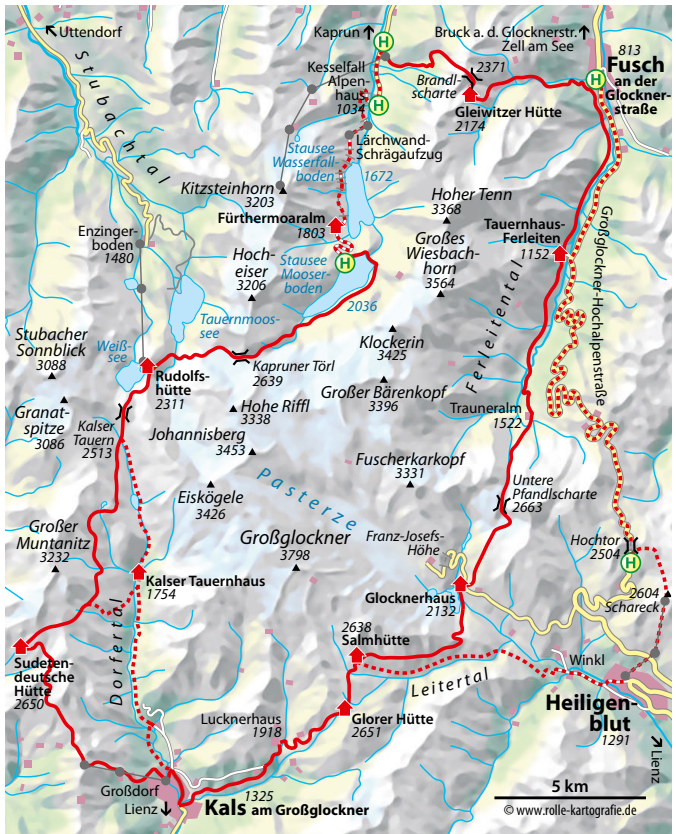 Uttendorf
Kaprun
Bruck a. d. Glocknerstr.
Zell am See
813
Fusch
an der
Glockner-
straße
Stubachtal
Kesselfall
Alpen
haus
1034
H
H
H
2371
Brandl-
scharte
Gleiwitzer Hütte
2174
Stausee
Wasserfall-
boden
1672
Lärchwand-
Schrägaufzug
Kitzsteinhorn
3203
Fürthermoaralm
1803
Hoher Tenn
3368
Großes
Wiesbach-
horn
3564
Tauernhaus-
Ferleiten
1152
Großglockner-Hochalpenstraße
Enzinger-
boden
1480
Hoch-
eiser
3206
Stausee
Mooser-
boden
H
2036
Ferleitental
Tauernmoos-
see
Stubacher
Sonnblick
3088
Weiß-
see
Klockerin
3425
Kapruner Törl
2639
Rudolfs-
hütte
2311
Großer Bärenkopf
3396
Granat-
spitze
3086
Kalser
Tauern
2513
Hohe Riffl
3338
Trauneralm
1522
Johannisberg
3453
Fuscherkarkopf
3331
Pasterze
Untere
Pfandlscharte
2663
Eiskögele
3426
Großer
Muntanitz
3232
Großglockner
3798
Franz-Josefs-
Höhe
Hochtor
2504
H
Kalser Tauernhaus
1754
Glocknerhaus
2132
2604
Schareck
Dorfertal
2638
Salmhütte
Sudeten-
deutsche
Hütte
2650
Winkl
Leitertal
Heiligen-
blut
1291
Lucknerhaus
1918
Glorer Hütte
2651
Lienz
Großdorf
Lienz
1325
Kals am Großglockner
5 km
© www.rolle-kartografie.de